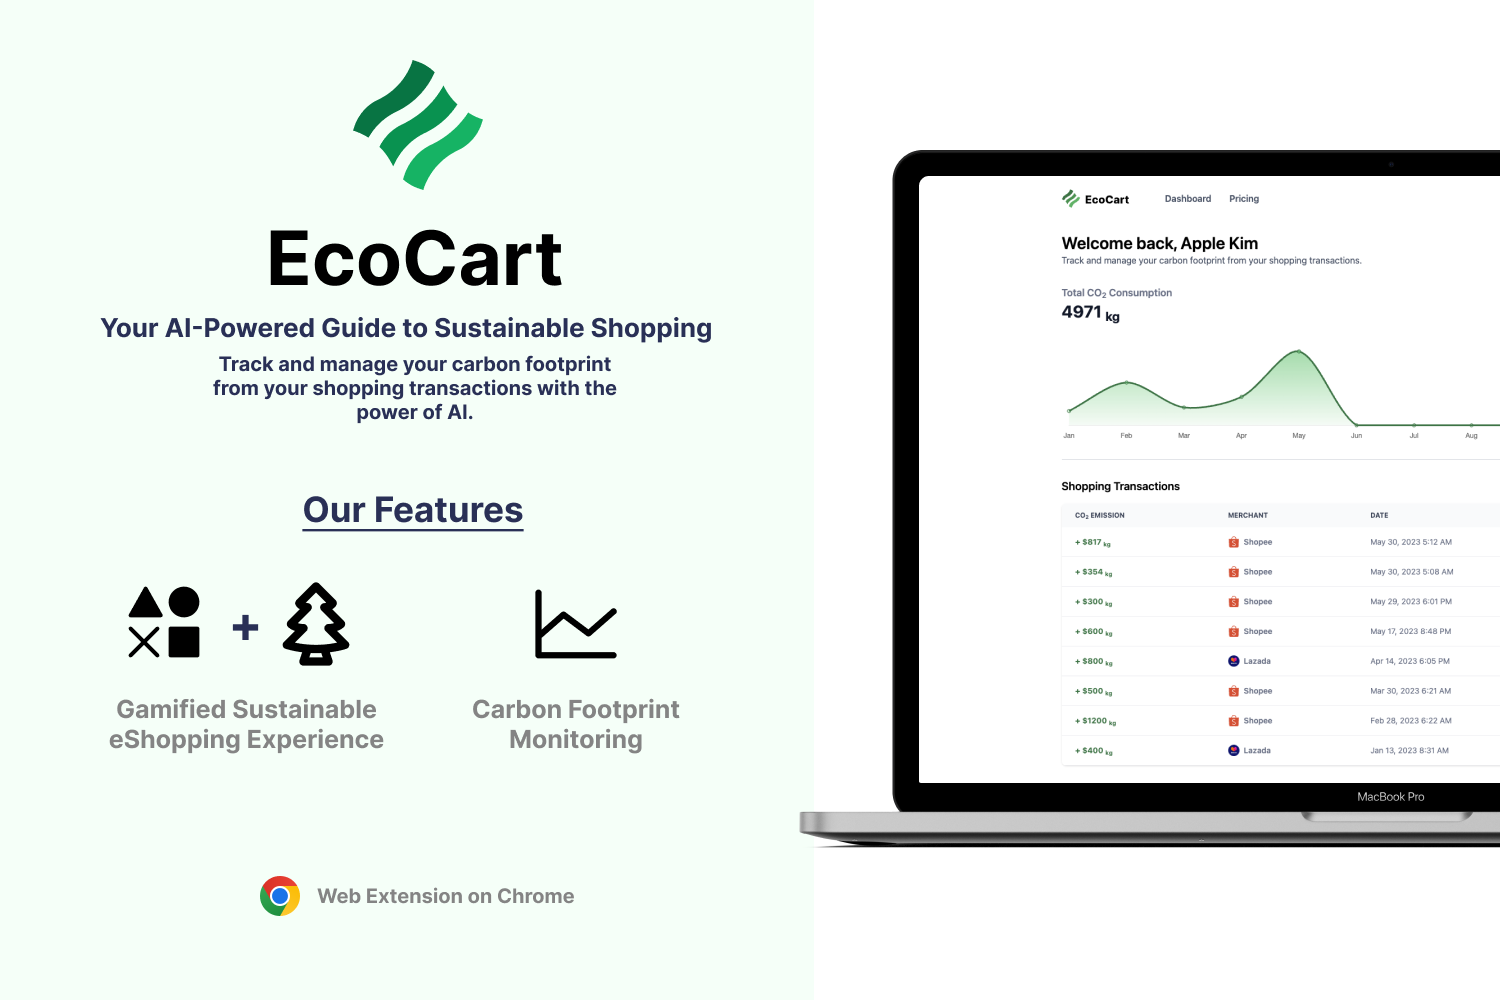 EcoCart
Your AI-Powered Guide to Sustainable Shopping
Track and manage your carbon footprint
from your shopping transactions with the
power of AI.
Our Features
+
Gamified Sustainable
eShopping Experience
Carbon Footprint
Monitoring
Web Extension on Chrome
EcoCart Dashboard Pricing
Welcome back, Apple Kim
Track and manage your carbon footprint from your shopping transactions.
Total CO₂ Consumption
4971 kg
Jan Feb Mar Apr May Jun Jul Aug
Shopping Transactions
CO₂ EMISSION MERCHANT DATE
+ $817 kg Shopee May 30, 2023 5:12 AM
+ $354 kg Shopee May 30, 2023 5:08 AM
+ $300 kg Shopee May 29, 2023 6:01 PM
+ $600 kg Shopee May 17, 2023 8:48 PM
+ $800 kg Lazada Apr 14, 2023 6:05 PM
+ $500 kg Shopee Mar 30, 2023 6:21 AM
+ $1200 kg Shopee Feb 28, 2023 6:22 AM
+ $400 kg Lazada Jan 13, 2023 8:31 AM
MacBook Pro